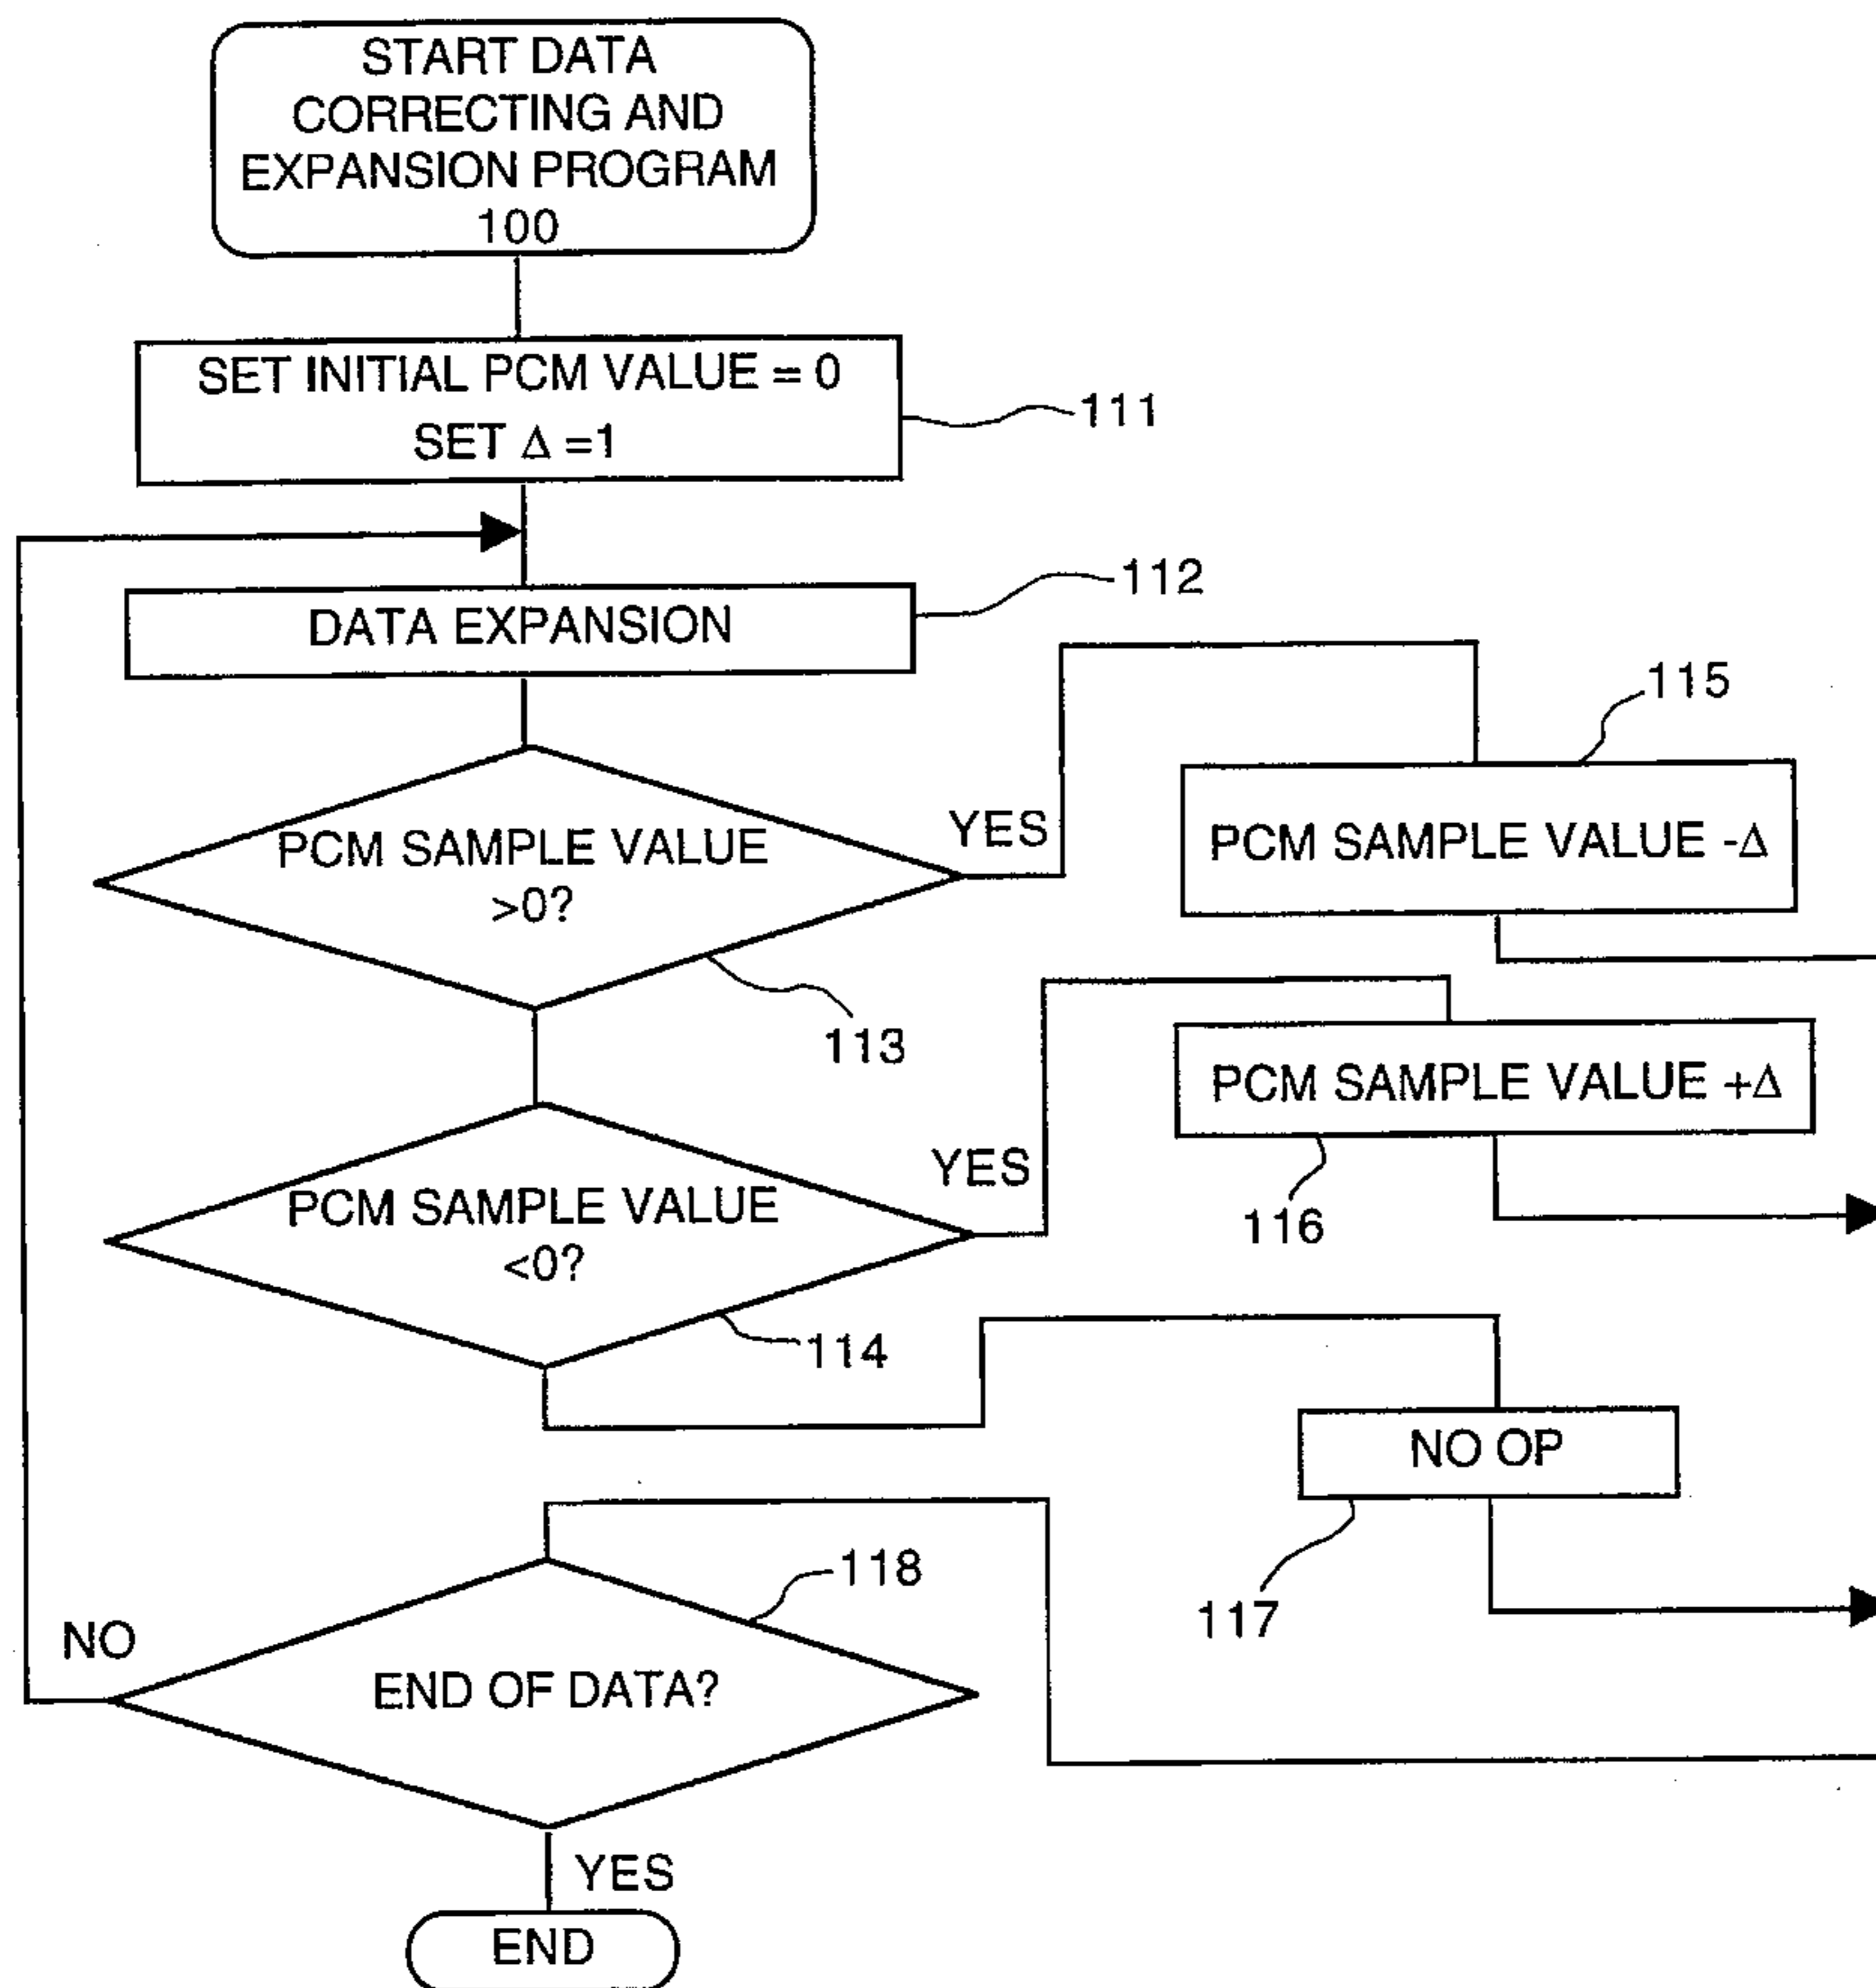 START DATA
CORRECTING AND
EXPANSION PROGRAM
100
SET INITIAL PCM VALUE = 0
SET Δ =1
111
DATA EXPANSION
112
PCM SAMPLE VALUE
>0?
YES
113
115
PCM SAMPLE VALUE -Δ
PCM SAMPLE VALUE +Δ
116
PCM SAMPLE VALUE
<0?
YES
114
NO OP
117
118
END OF DATA?
NO
YES
END